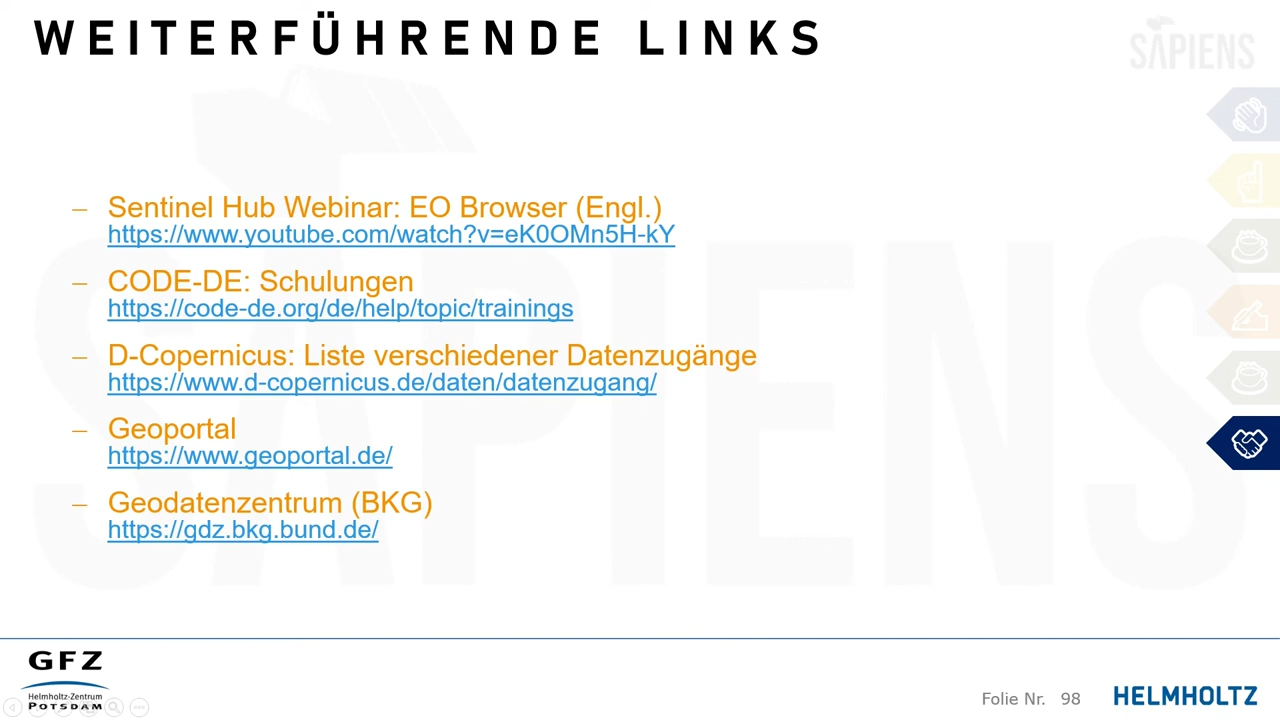 WEITERFÜHRENDE LINKS
SAPIENS
– Sentinel Hub Webinar: EO Browser (Engl.)
https://www.youtube.com/watch?v=eK0OMn5H-kY
– CODE-DE: Schulungen
https://code-de.org/de/help/topic/trainings
– D-Copernicus: Liste verschiedener Datenzugänge
https://www.d-copernicus.de/daten/datenzugang/
– Geoportal
https://www.geoportal.de/
– Geodatenzentrum (BKG)
https://gdz.bkg.bund.de/
SAPIENS
GFZ
Helmholtz-Zentrum
POTSDAM
Folie Nr. 98
HELMHOLTZ